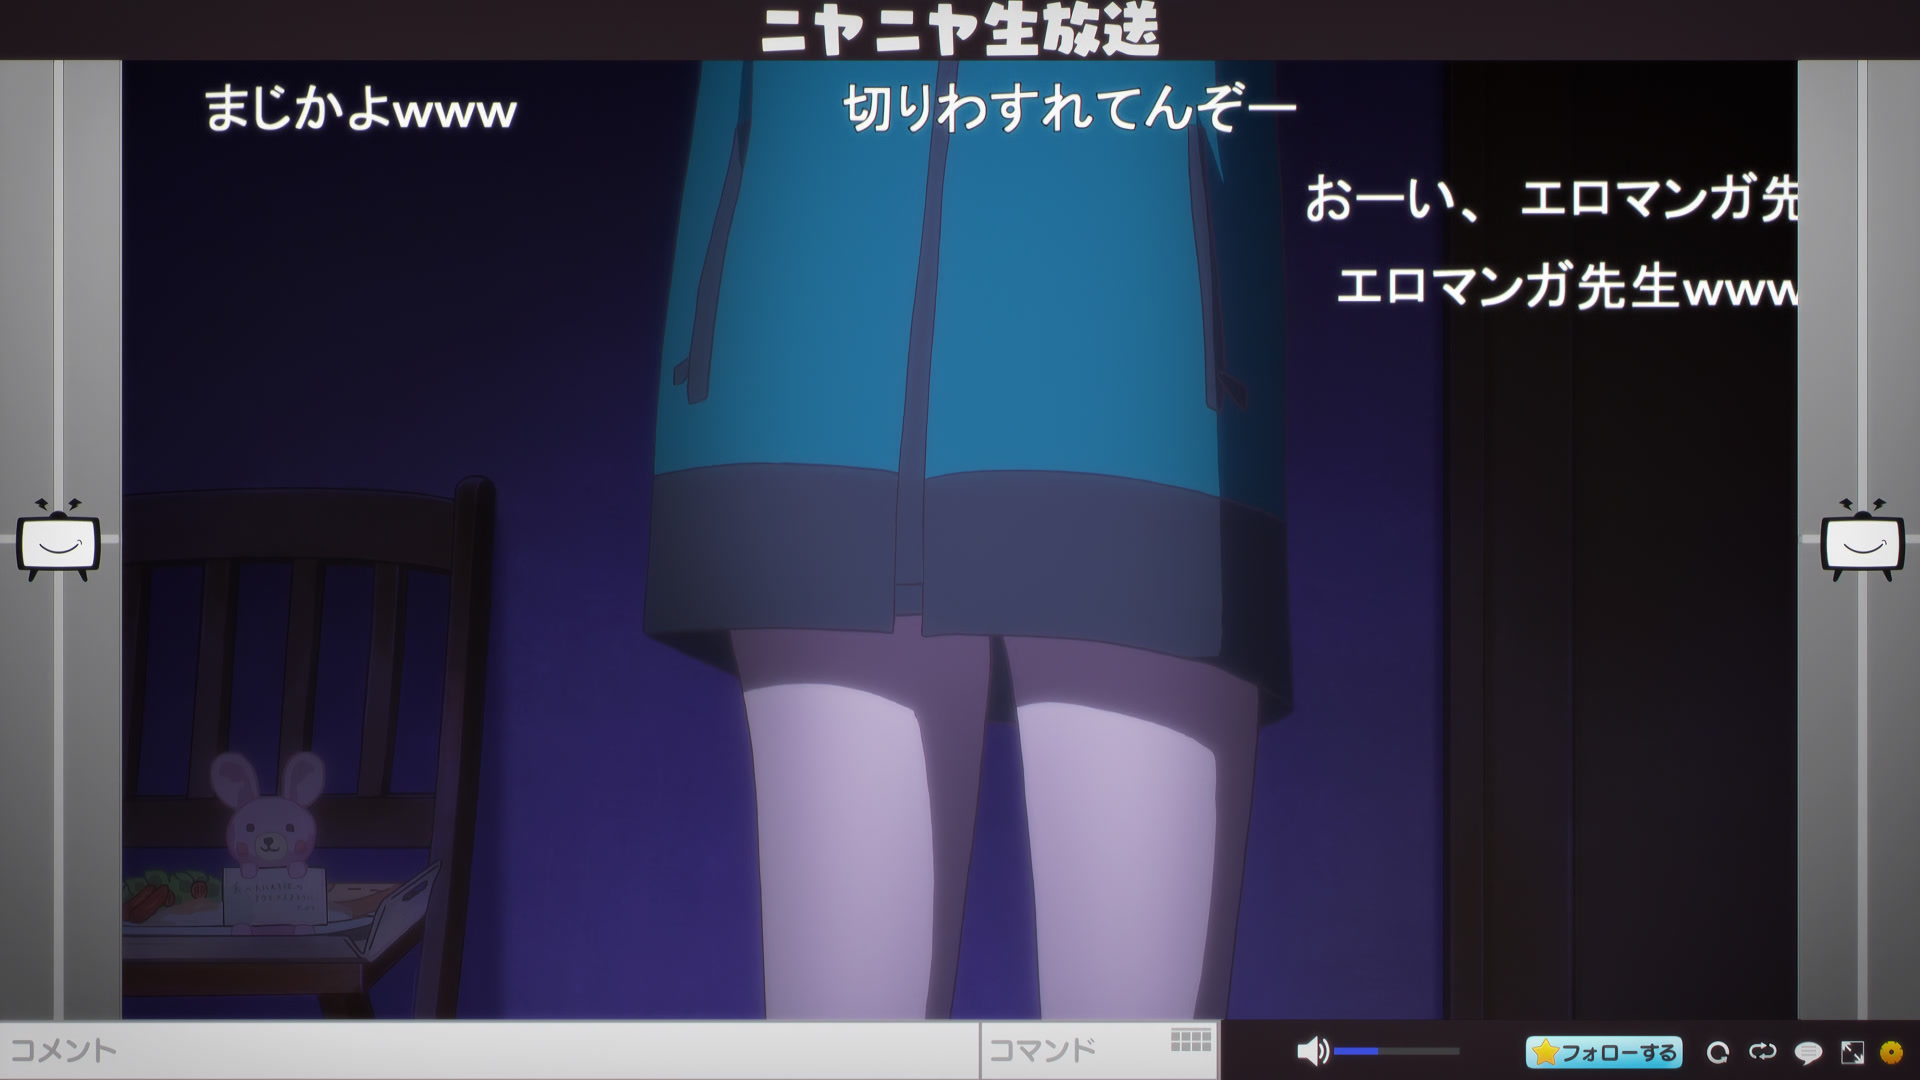 ニヤニヤ生放送
まじかよwww
切りわすれてんぞー
おーい、エロマンガ先
エロマンガ先生www
コメント
コマンド
フォローする